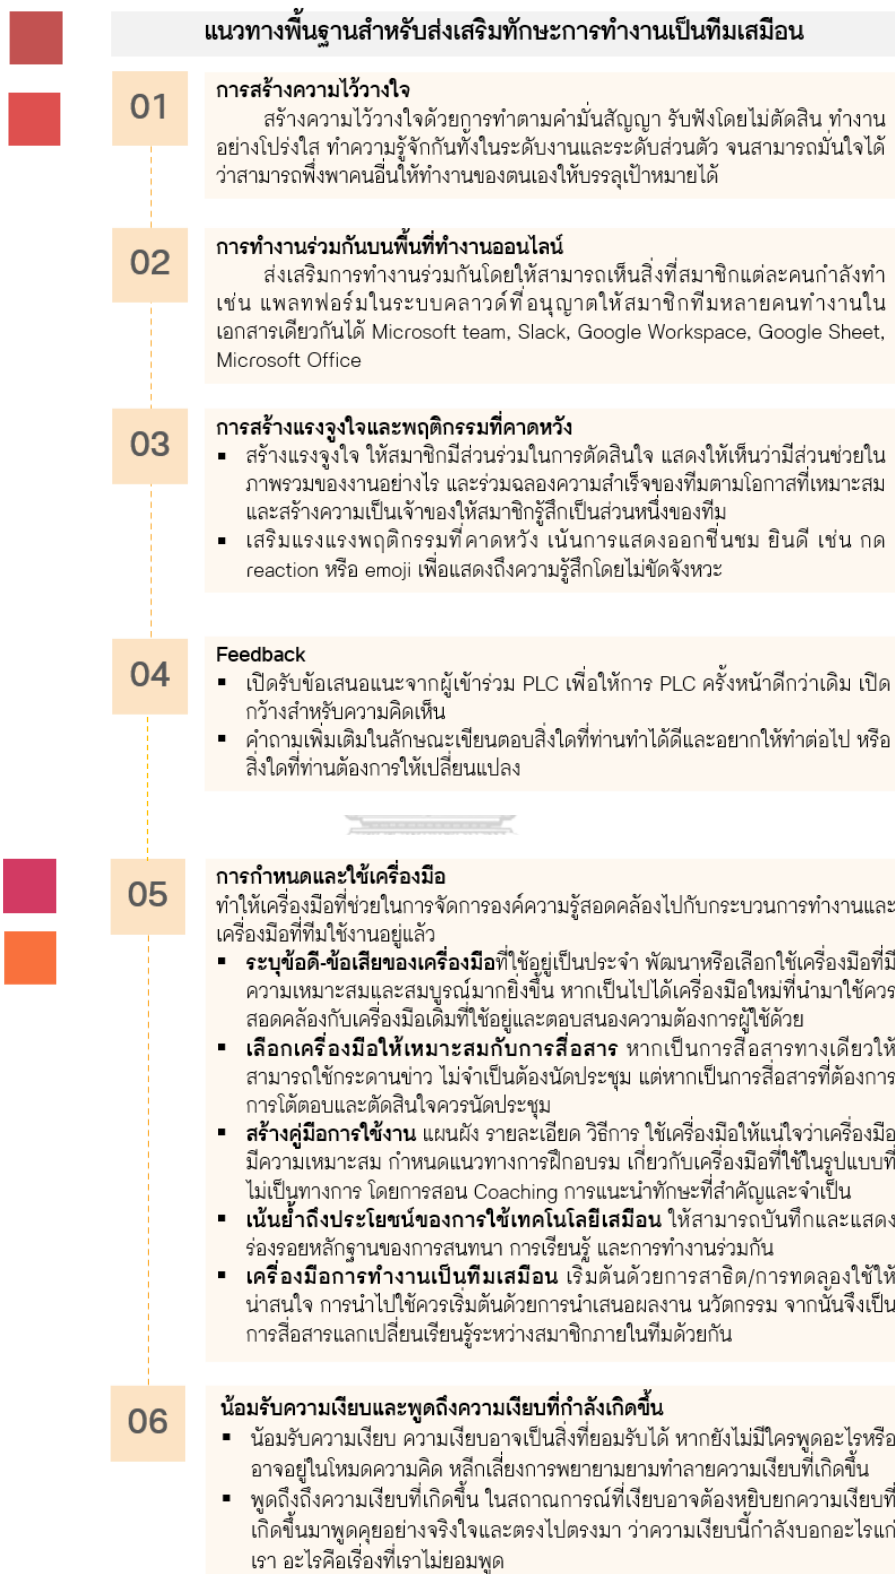 แนวทางพื้นฐานสำหรับส่งเสริมทักษะการทำงานเป็นทีมเสมือน
01
การสร้างความไว้วางใจ
สร้างความไว้วางใจด้วยการทำตามคำมั่นสัญญา รับฟังโดยไม่ตัดสิน ทำงาน
อย่างโปร่งใส ทำความรู้จักกันทั้งในระดับงานและระดับส่วนตัว จนสามารถมั่นใจได้
ว่าสามารถพึ่งพาคนอื่นให้ทำงานของตนเองให้บรรลุเป้าหมายได้
02
การทำงานร่วมกันบนพื้นที่ทำงานออนไลน์
ส่งเสริมการทำงานร่วมกันโดยให้สามารถเห็นสิ่งที่สมาชิกแต่ละคนกำลังทำ
เช่น แพลทฟอร์มในระบบคลาวด์ที่อนุญาตให้สมาชิกทีมหลายคนทำงานใน
เอกสารเดียวกันได้ Microsoft team, Slack, Google Workspace, Google Sheet,
Microsoft Office
03
การสร้างแรงจูงใจและพฤติกรรมที่คาดหวัง
▪ สร้างแรงจูงใจ ให้สมาชิกมีส่วนร่วมในการตัดสินใจ แสดงให้เห็นว่ามีส่วนช่วยใน
ภาพรวมของงานอย่างไร และร่วมฉลองความสำเร็จของทีมตามโอกาสที่เหมาะสม
และสร้างความเป็นเจ้าของให้สมาชิกรู้สึกเป็นส่วนหนึ่งของทีม
▪ เสริมแรงแรงพฤติกรรมที่คาดหวัง เน้นการแสดงออกชื่นชม ยินดี เช่น กด
reaction หรือ emoji เพื่อแสดงถึงความรู้สึกโดยไม่ขัดจังหวะ
04
Feedback
▪ เปิดรับข้อเสนอแนะจากผู้เข้าร่วม PLC เพื่อให้การ PLC ครั้งหน้าดีกว่าเดิม เปิด
กว้างสำหรับความคิดเห็น
▪ คำถามเพิ่มเติมในลักษณะเขียนตอบสิ่งใดที่ท่านทำได้ดีและอยากให้ทำต่อไป หรือ
สิ่งใดที่ท่านต้องการให้เปลี่ยนแปลง
05
การกำหนดและใช้เครื่องมือ
ทำให้เครื่องมือที่ช่วยในการจัดการองค์ความรู้สอดคล้องไปกับกระบวนการทำงานและ
เครื่องมือที่ทีมใช้งานอยู่แล้ว
▪ ระบุข้อดี-ข้อเสียของเครื่องมือที่ใช้อยู่เป็นประจำ พัฒนาหรือเลือกใช้เครื่องมือที่มี
ความเหมาะสมและสมบูรณ์มากยิ่งขึ้น หากเป็นไปได้เครื่องมือใหม่ที่นำมาใช้ควร
สอดคล้องกับเครื่องมือเดิมที่ใช้อยู่และตอบสนองความต้องการผู้ใช้ด้วย
▪ เลือกเครื่องมือให้เหมาะสมกับการสื่อสาร หากเป็นการสื่อสารทางเดียวให้
สามารถใช้กระดานข่าว ไม่จำเป็นต้องนัดประชุม แต่หากเป็นการสื่อสารที่ต้องการ
การโต้ตอบและตัดสินใจควรนัดประชุม
▪ สร้างคู่มือการใช้งาน แผนผัง รายละเอียด วิธีการ ใช้เครื่องมือให้แน่ใจว่าเครื่องมือ
มีความเหมาะสม กำหนดแนวทางการฝึกอบรม เกี่ยวกับเครื่องมือที่ใช้ในรูปแบบที่
ไม่เป็นทางการ โดยการสอน Coaching การแนะนำทักษะที่สำคัญและจำเป็น
▪ เน้นย้ำถึงประโยชน์ของการใช้เทคโนโลยีเสมือน ให้สามารถบันทึกและแสดง
ร่องรอยหลักฐานของการสนทนา การเรียนรู้ และการทำงานร่วมกัน
▪ เครื่องมือการทำงานเป็นทีมเสมือน เริ่มต้นด้วยการสาธิต/การทดลองใช้ให้
น่าสนใจ การนำไปใช้ควรเริ่มต้นด้วยการนำเสนอผลงาน นวัตกรรม จากนั้นจึงเป็น
การสื่อสารแลกเปลี่ยนเรียนรู้ระหว่างสมาชิกภายในทีมด้วยกัน
06
น้อมรับความเงียบและพูดถึงความเงียบที่กำลังเกิดขึ้น
▪ น้อมรับความเงียบ ความเงียบอาจเป็นสิ่งที่ยอมรับได้ หากยังไม่มีใครพูดอะไรหรือ
อาจอยู่ในโหมดความคิด หลีกเลี่ยงการพยายามยามทำลายความเงียบที่เกิดขึ้น
▪ พูดถึงถึงความเงียบที่เกิดขึ้น ในสถาณการณ์ที่เงียบอาจต้องหยิบยกความเงียบที่
เกิดขึ้นมาพูดคุยอย่างจริงใจและตรงไปตรงมา ว่าความเงียบนี้กำลังบอกอะไรแก่
เรา อะไรคือเรื่องที่เราไม่ยอมพูด